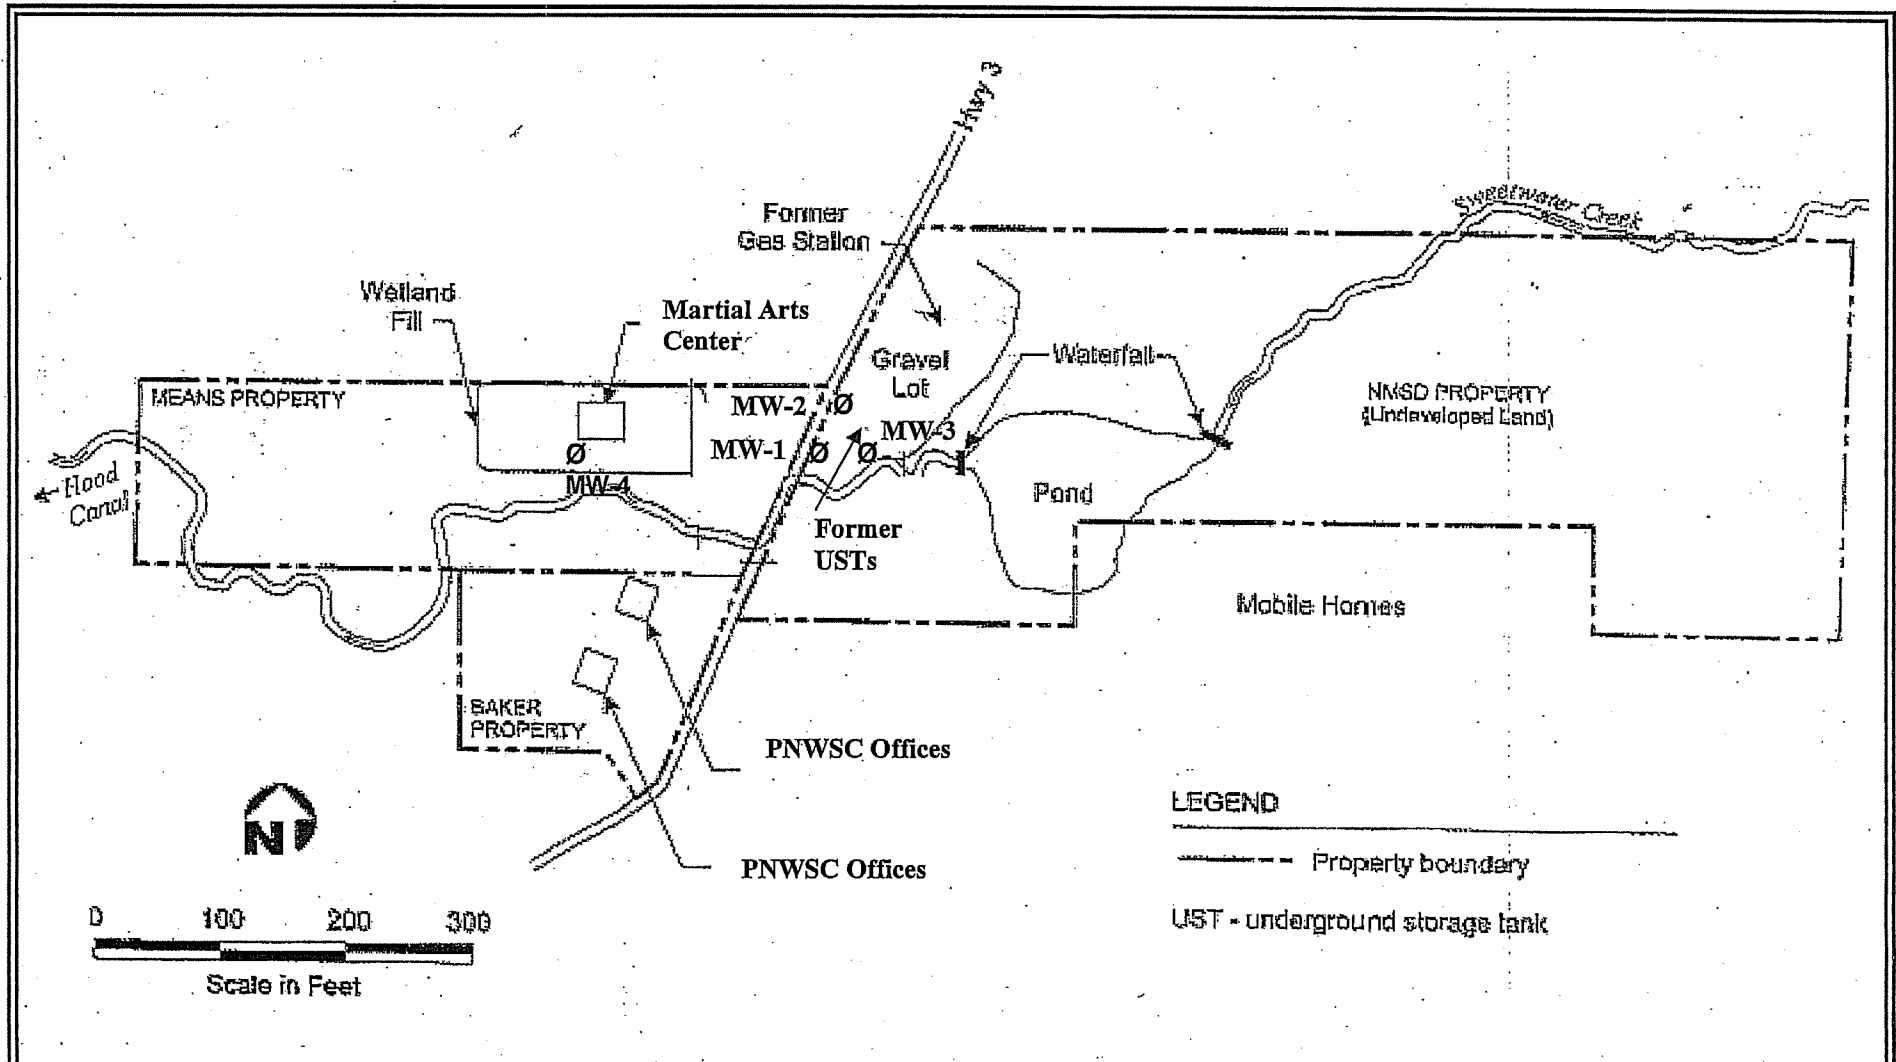 Hwy 3
Sweetwater Creek
Former
Gas Station
Wetland
Fill
Martial Arts
Center
Gravel
Lot
Waterfall
MEANS PROPERTY
MW-2
NMSD PROPERTY
(Undeveloped Land)
MW-1
MW-3
Hood
Canal
MW-4
Pond
Former
USTs
Mobile Homes
BAKER
PROPERTY
PNWSC Offices
N
LEGEND
Property boundary
PNWSC Offices
0 100 200 300
UST - underground storage tank
Scale in Feet